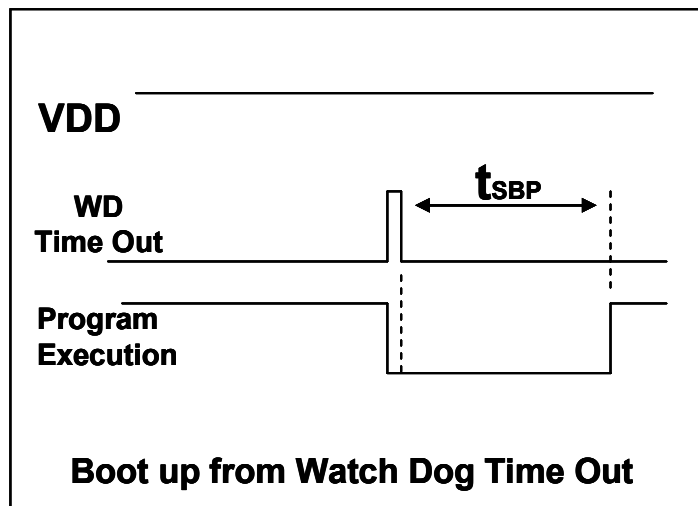 VDD
tSBP
WD
Time Out
Program
Execution
Boot up from Watch Dog Time Out